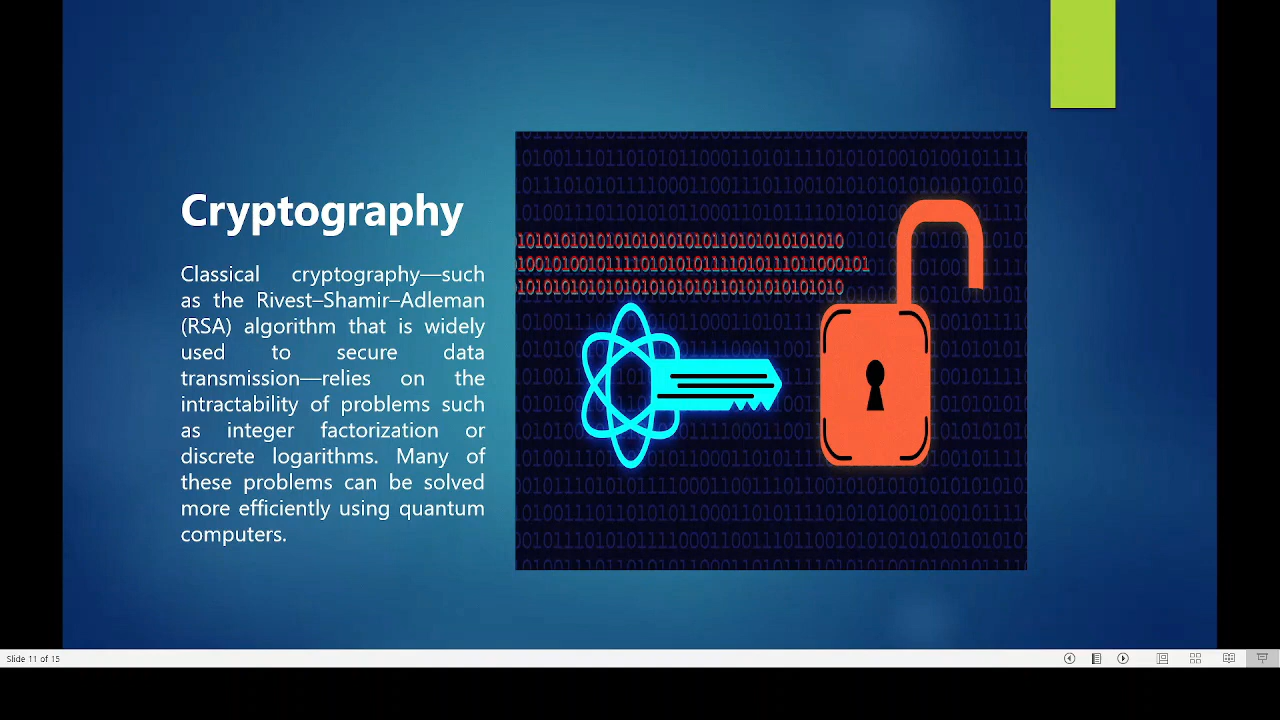 Cryptography
Classical cryptography—such
as the Rivest–Shamir–Adleman
(RSA) algorithm that is widely
used to secure data
transmission—relies on the
intractability of problems such
as integer factorization or
discrete logarithms. Many of
these problems can be solved
more efficiently using quantum
computers.
Slide 11 of 15